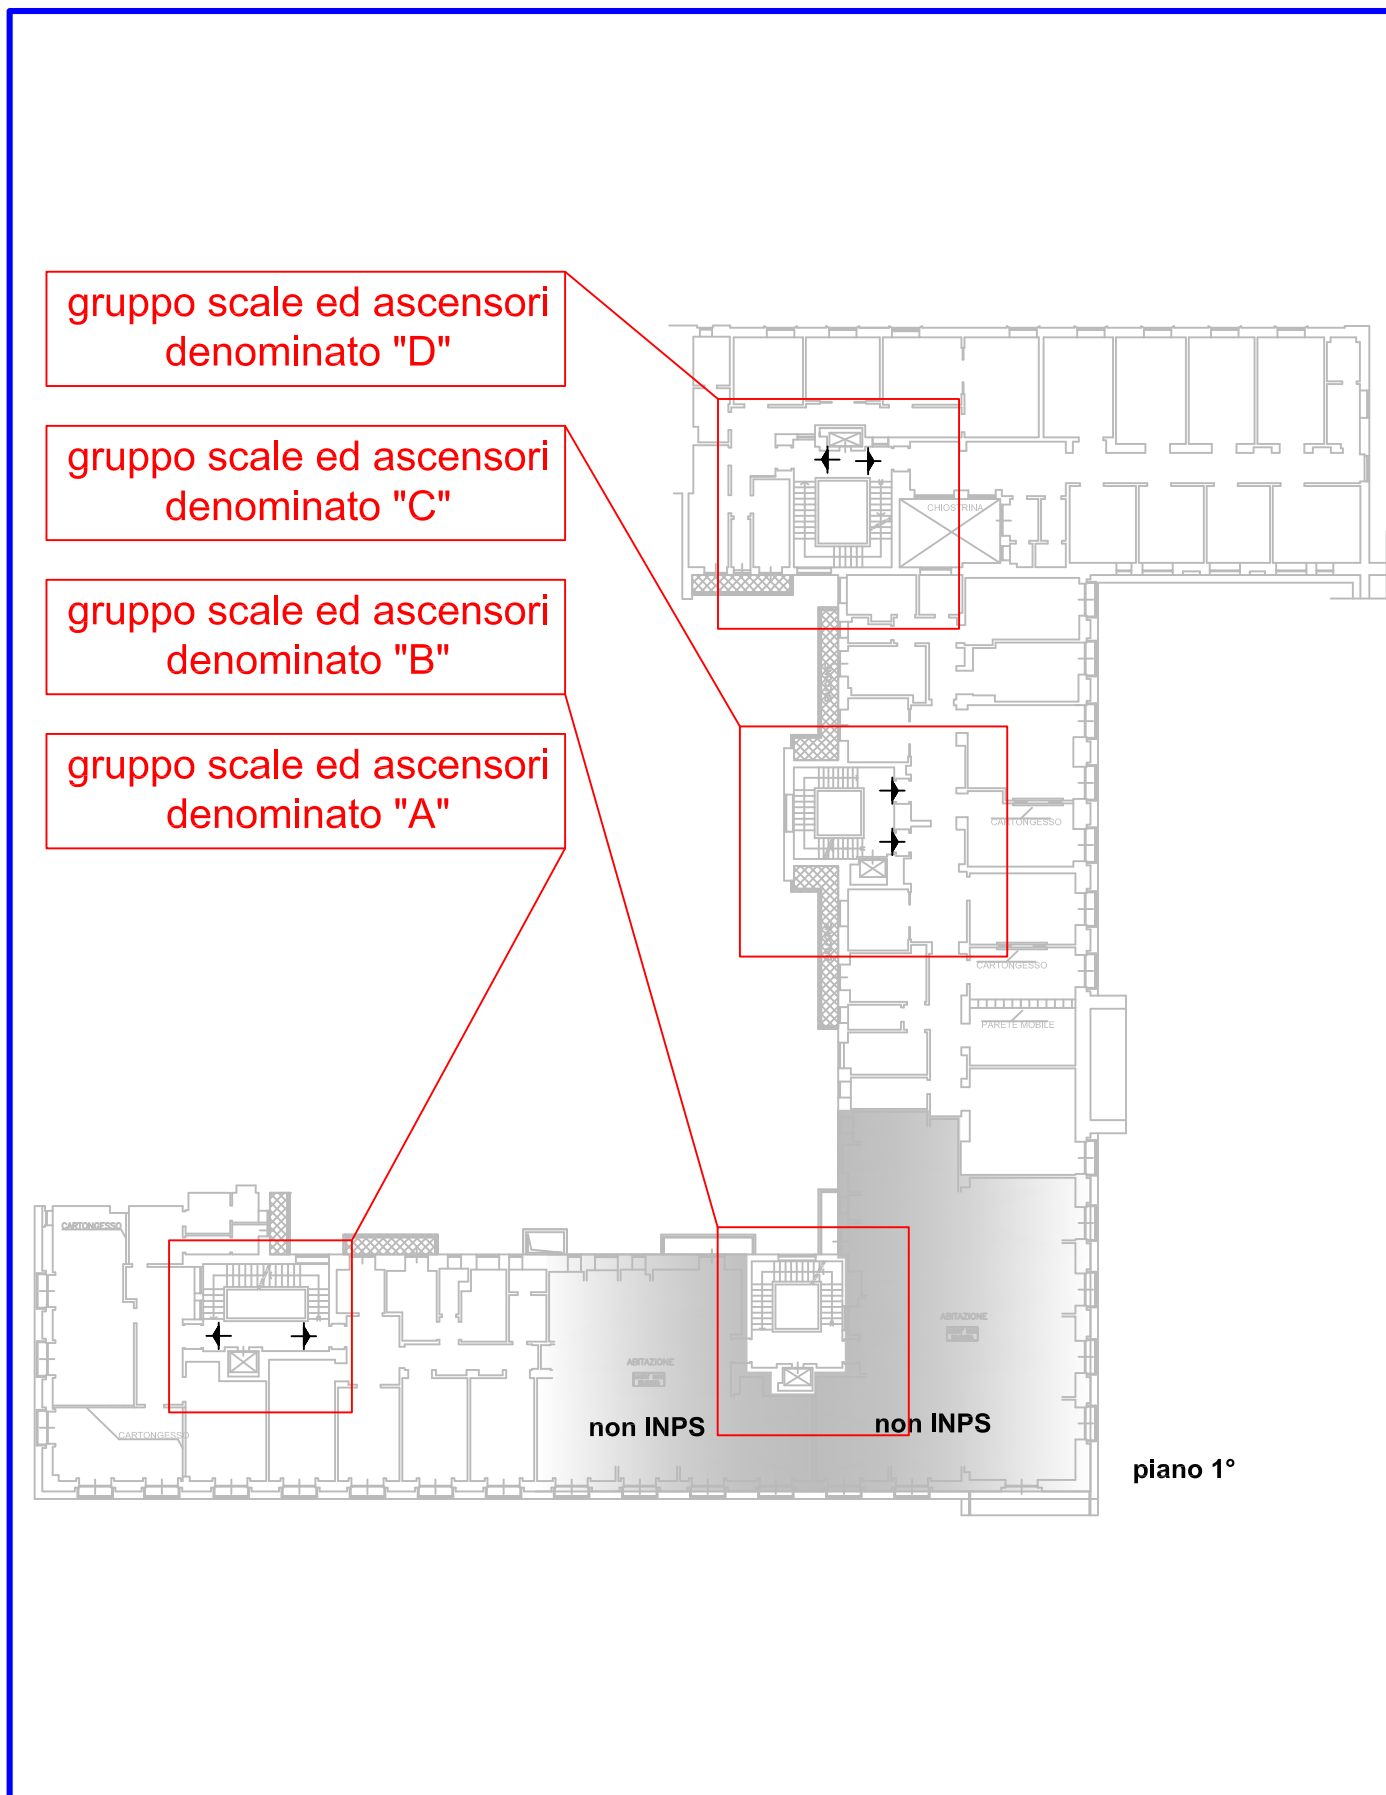 gruppo scale ed ascensori
denominato "D"
gruppo scale ed ascensori
denominato "C"
gruppo scale ed ascensori
denominato "B"
gruppo scale ed ascensori
denominato "A"
CHIOSTRINA
CARTONGESSO
CARTONGESSO
PARETE MOBILE
CARTONGESSO
ABITAZIONE
ABITAZIONE
CARTONGESSO
non INPS
non INPS
piano 1°